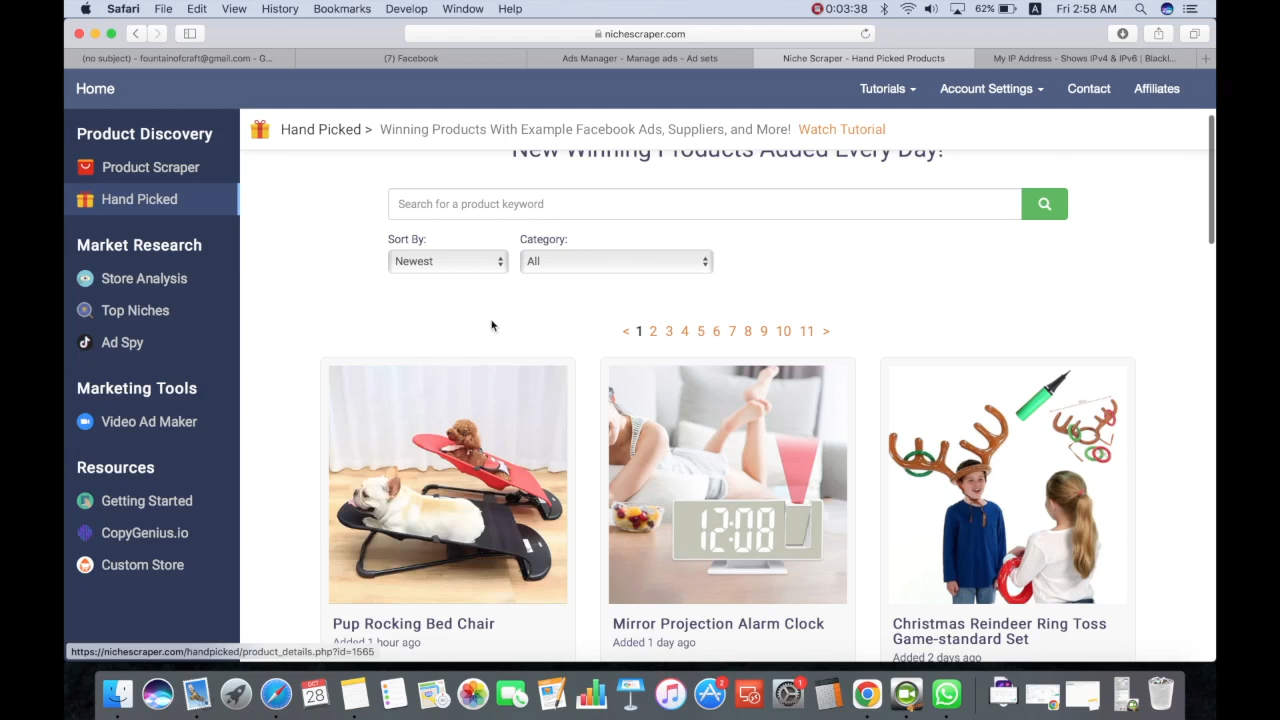 Safari File Edit View History Bookmarks Develop Window Help 0:03:38 62% A Fri 2:58 AM
nichescraper.com
(no subject) - fountainofcraft@gmail.com - G... (7) Facebook Ads Manager - Manage ads - Ad sets Niche Scraper - Hand Picked Products My IP Address - Shows IPv4 & IPv6 | Blackl...
Home Tutorials Account Settings Contact Affiliates
Product Discovery
Product Scraper
Hand Picked
Market Research
Store Analysis
Top Niches
Ad Spy
Marketing Tools
Video Ad Maker
Resources
Getting Started
CopyGenius.io
Custom Store
Hand Picked > Winning Products With Example Facebook Ads, Suppliers, and More! Watch Tutorial
New Winning Products Added Every Day!
Search for a product keyword
Sort By: Category:
Newest All
< 1 2 3 4 5 6 7 8 9 10 11 >
12:08
Pup Rocking Bed Chair
Added 1 hour ago
Mirror Projection Alarm Clock
Added 1 day ago
Christmas Reindeer Ring Toss
Game-standard Set
Added 2 days ago
https://nichescraper.com/handpicked/product_details.php?id=1565
OCT
28
2
1